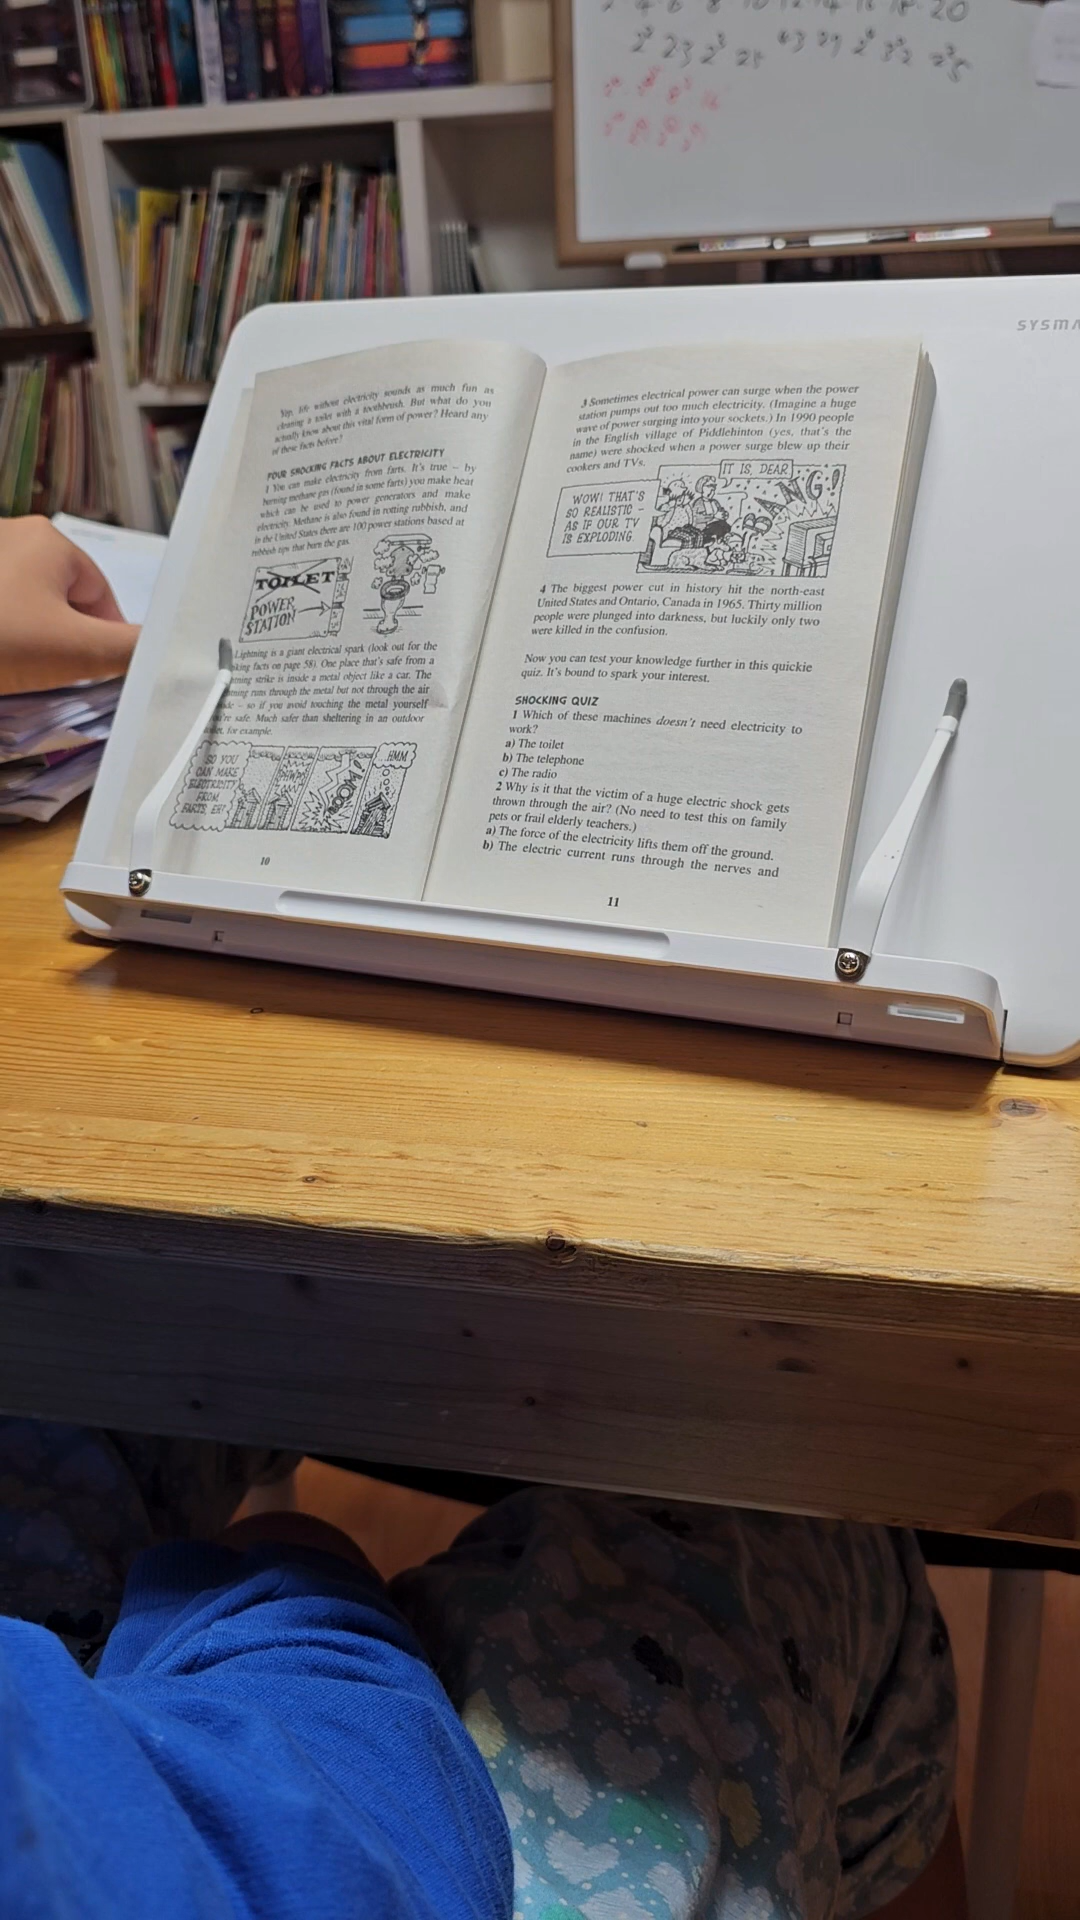 2 4 6 8 10 12 14 16 18 20
SYSMA
Yep, life without electricity sounds as much fun as
cleaning a toilet with a toothbrush. But what do you
actually know about this vital form of power? Heard any
of these facts before?
FOUR SHOCKING FACTS ABOUT ELECTRICITY
1 You can make electricity from farts. It's true – by
burning methane gas (found in some farts) you make heat
which can be used to power generators and make
electricity. Methane is also found in rotting rubbish, and
in the United States there are 100 power stations based at
rubbish tips that burn the gas.
TOILET
POWER
STATION
Lightning is a giant electrical spark (look out for the
king facts on page 58). One place that's safe from a
strike is inside a metal object like a car. The
runs through the metal but not through the air
– so if you avoid touching the metal yourself
safe. Much safer than sheltering in an outdoor
for example.
SO YOU
CAN MAKE
ELECTRICITY
FROM
FARTS, EH?
HMM
10
3 Sometimes electrical power can surge when the power
station pumps out too much electricity. (Imagine a huge
wave of power surging into your sockets.) In 1990 people
in the English village of Piddlehinton (yes, that's the
name) were shocked when a power surge blew up their
cookers and TVs.
IT IS, DEAR
WOW! THAT'S
SO REALISTIC –
AS IF OUR TV
IS EXPLODING.
BANG!
4 The biggest power cut in history hit the north-east
United States and Ontario, Canada in 1965. Thirty million
people were plunged into darkness, but luckily only two
were killed in the confusion.
Now you can test your knowledge further in this quickie
quiz. It's bound to spark your interest.
SHOCKING QUIZ
1 Which of these machines doesn't need electricity to
work?
a) The toilet
b) The telephone
c) The radio
2 Why is it that the victim of a huge electric shock gets
thrown through the air? (No need to test this on family
pets or frail elderly teachers.)
a) The force of the electricity lifts them off the ground.
b) The electric current runs through the nerves and
11